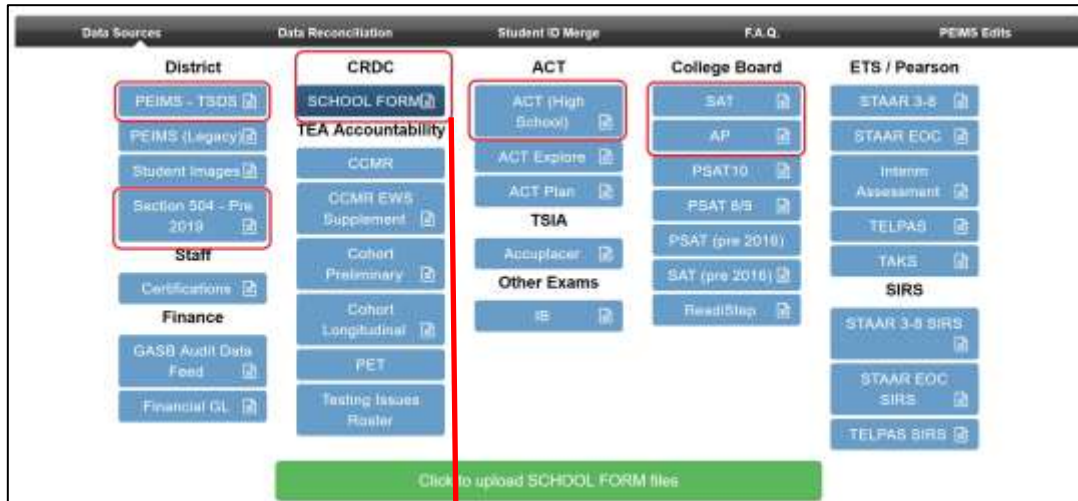 Data Sources
Data Reconciliation
Student ID Merge
F.A.Q.
PEIMS Edits
District
PEIMS - TSDS
PEIMS (Legacy)
Student Images
Section 504 - Pre
2019
Staff
Certifications
Finance
GASB Audit Data
Feed
Financial GL
CRDC
SCHOOL FORM
TEA Accountability
CCMR
CCMR EWS
Supplement
Cohort
Preliminary
Cohort
Longitudinal
PET
Testing Issues
Roster
ACT
ACT (High
School)
ACT Explore
ACT Plan
TSIA
Accuplacer
Other Exams
IB
College Board
SAT
AP
PSAT10
PSAT 8/9
PSAT (pre 2016)
SAT (pre 2016)
ReadiStep
ETS / Pearson
STAAR 3-8
STAAR EOC
Interim
Assessment
TELPAS
TAKS
SIRS
STAAR 3-8 SIRS
STAAR EOC
SIRS
TELPAS SIRS
Click to upload SCHOOL FORM files